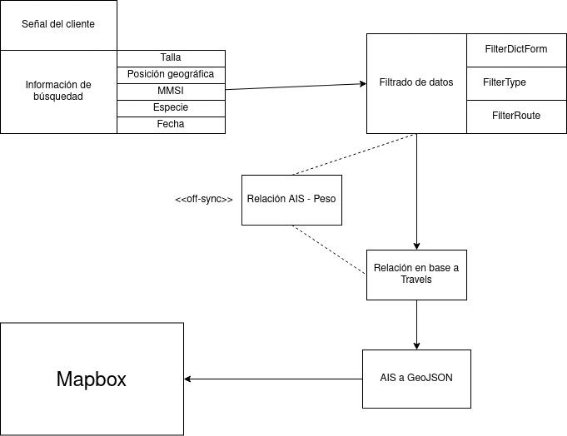 Señal del cliente
Información de
búsquedad
Talla
Posición geográfica
MMSI
Especie
Fecha
Filtrado de datos
FilterDictForm
FilterType
FilterRoute
<<off-sync>>
Relación AIS - Peso
Relación en base a
Travels
AIS a GeoJSON
Mapbox